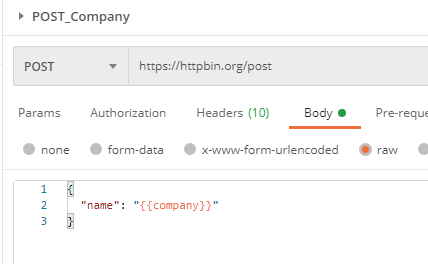 POST_Company
POST https://httpbin.org/post
Params Authorization Headers (10) Body Pre-reque
none form-data x-www-form-urlencoded raw
1 {
2 "name": "{{company}}"
3 }